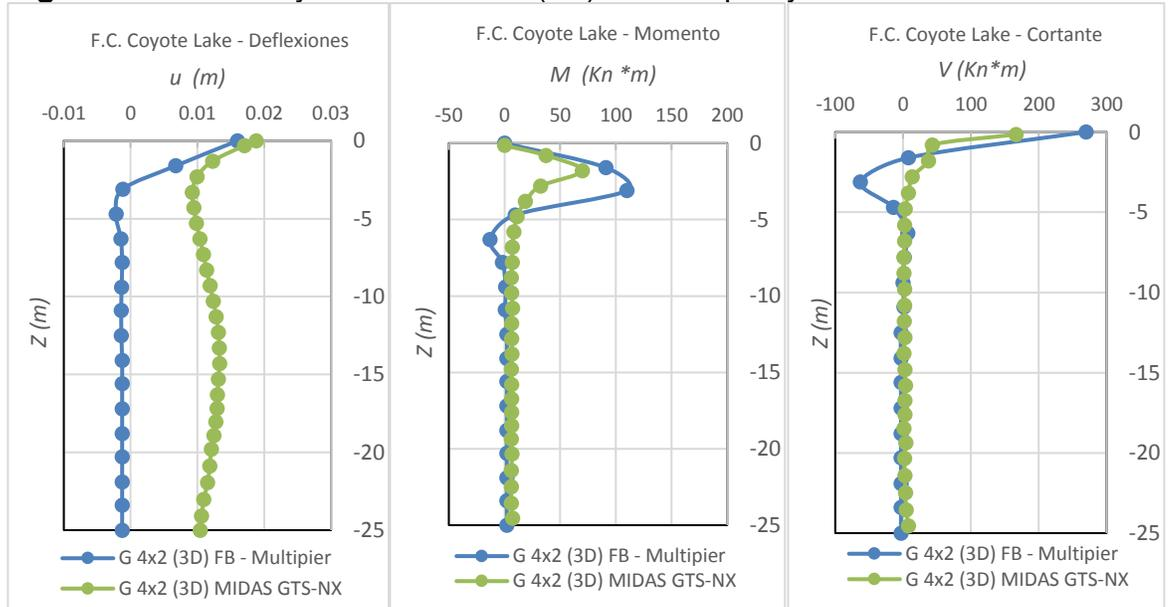 F.C. Coyote Lake - Deflexiones
u (m)
-0.01 0 0.01 0.02 0.03
0
-5
-10
-15
-20
-25
Z (m)
G 4x2 (3D) FB - Multipier
G 4x2 (3D) MIDAS GTS-NX
F.C. Coyote Lake - Momento
M (Kn *m)
-50 0 50 100 150 200
0
-5
-10
-15
-20
-25
Z (m)
G 4x2 (3D) FB - Multipier
G 4x2 (3D) MIDAS GTS-NX
F.C. Coyote Lake - Cortante
V (Kn*m)
-100 0 100 200 300
0
-5
-10
-15
-20
-25
Z (m)
G 4x2 (3D) FB - Multipier
G 4x2 (3D) MIDAS GTS-NX